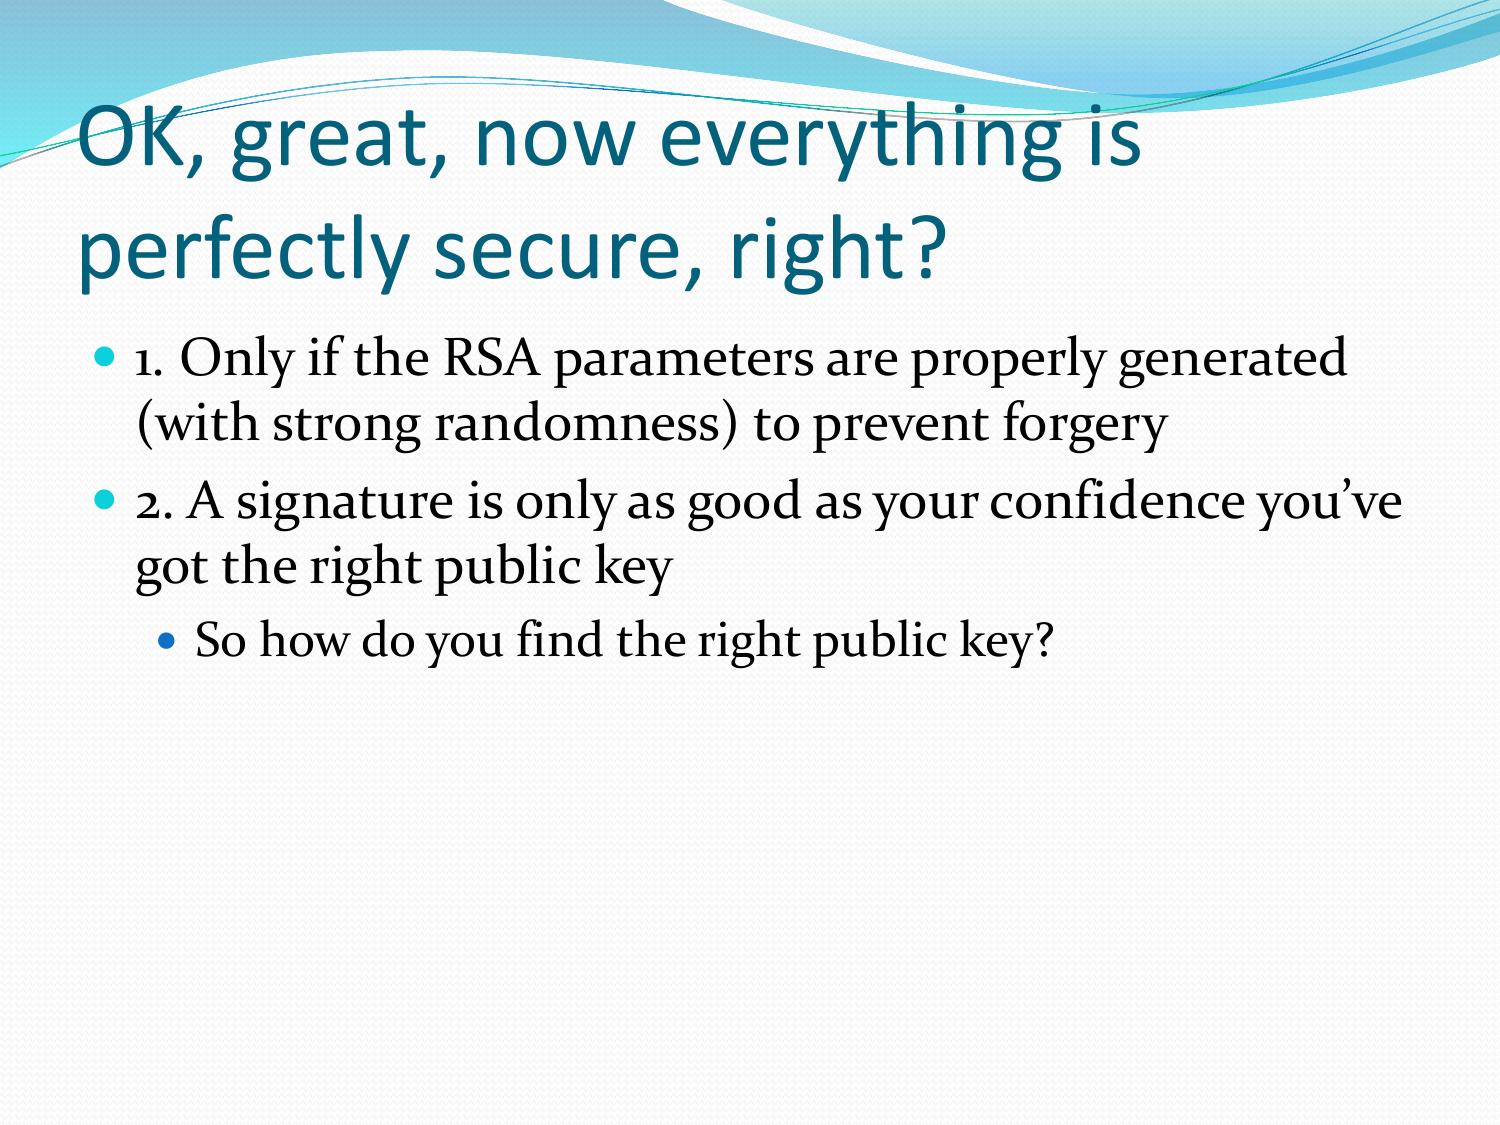 OK, great, now everything is
perfectly secure, right?
• 1. Only if the RSA parameters are properly generated
(with strong randomness) to prevent forgery
• 2. A signature is only as good as your confidence you’ve
got the right public key
• So how do you find the right public key?